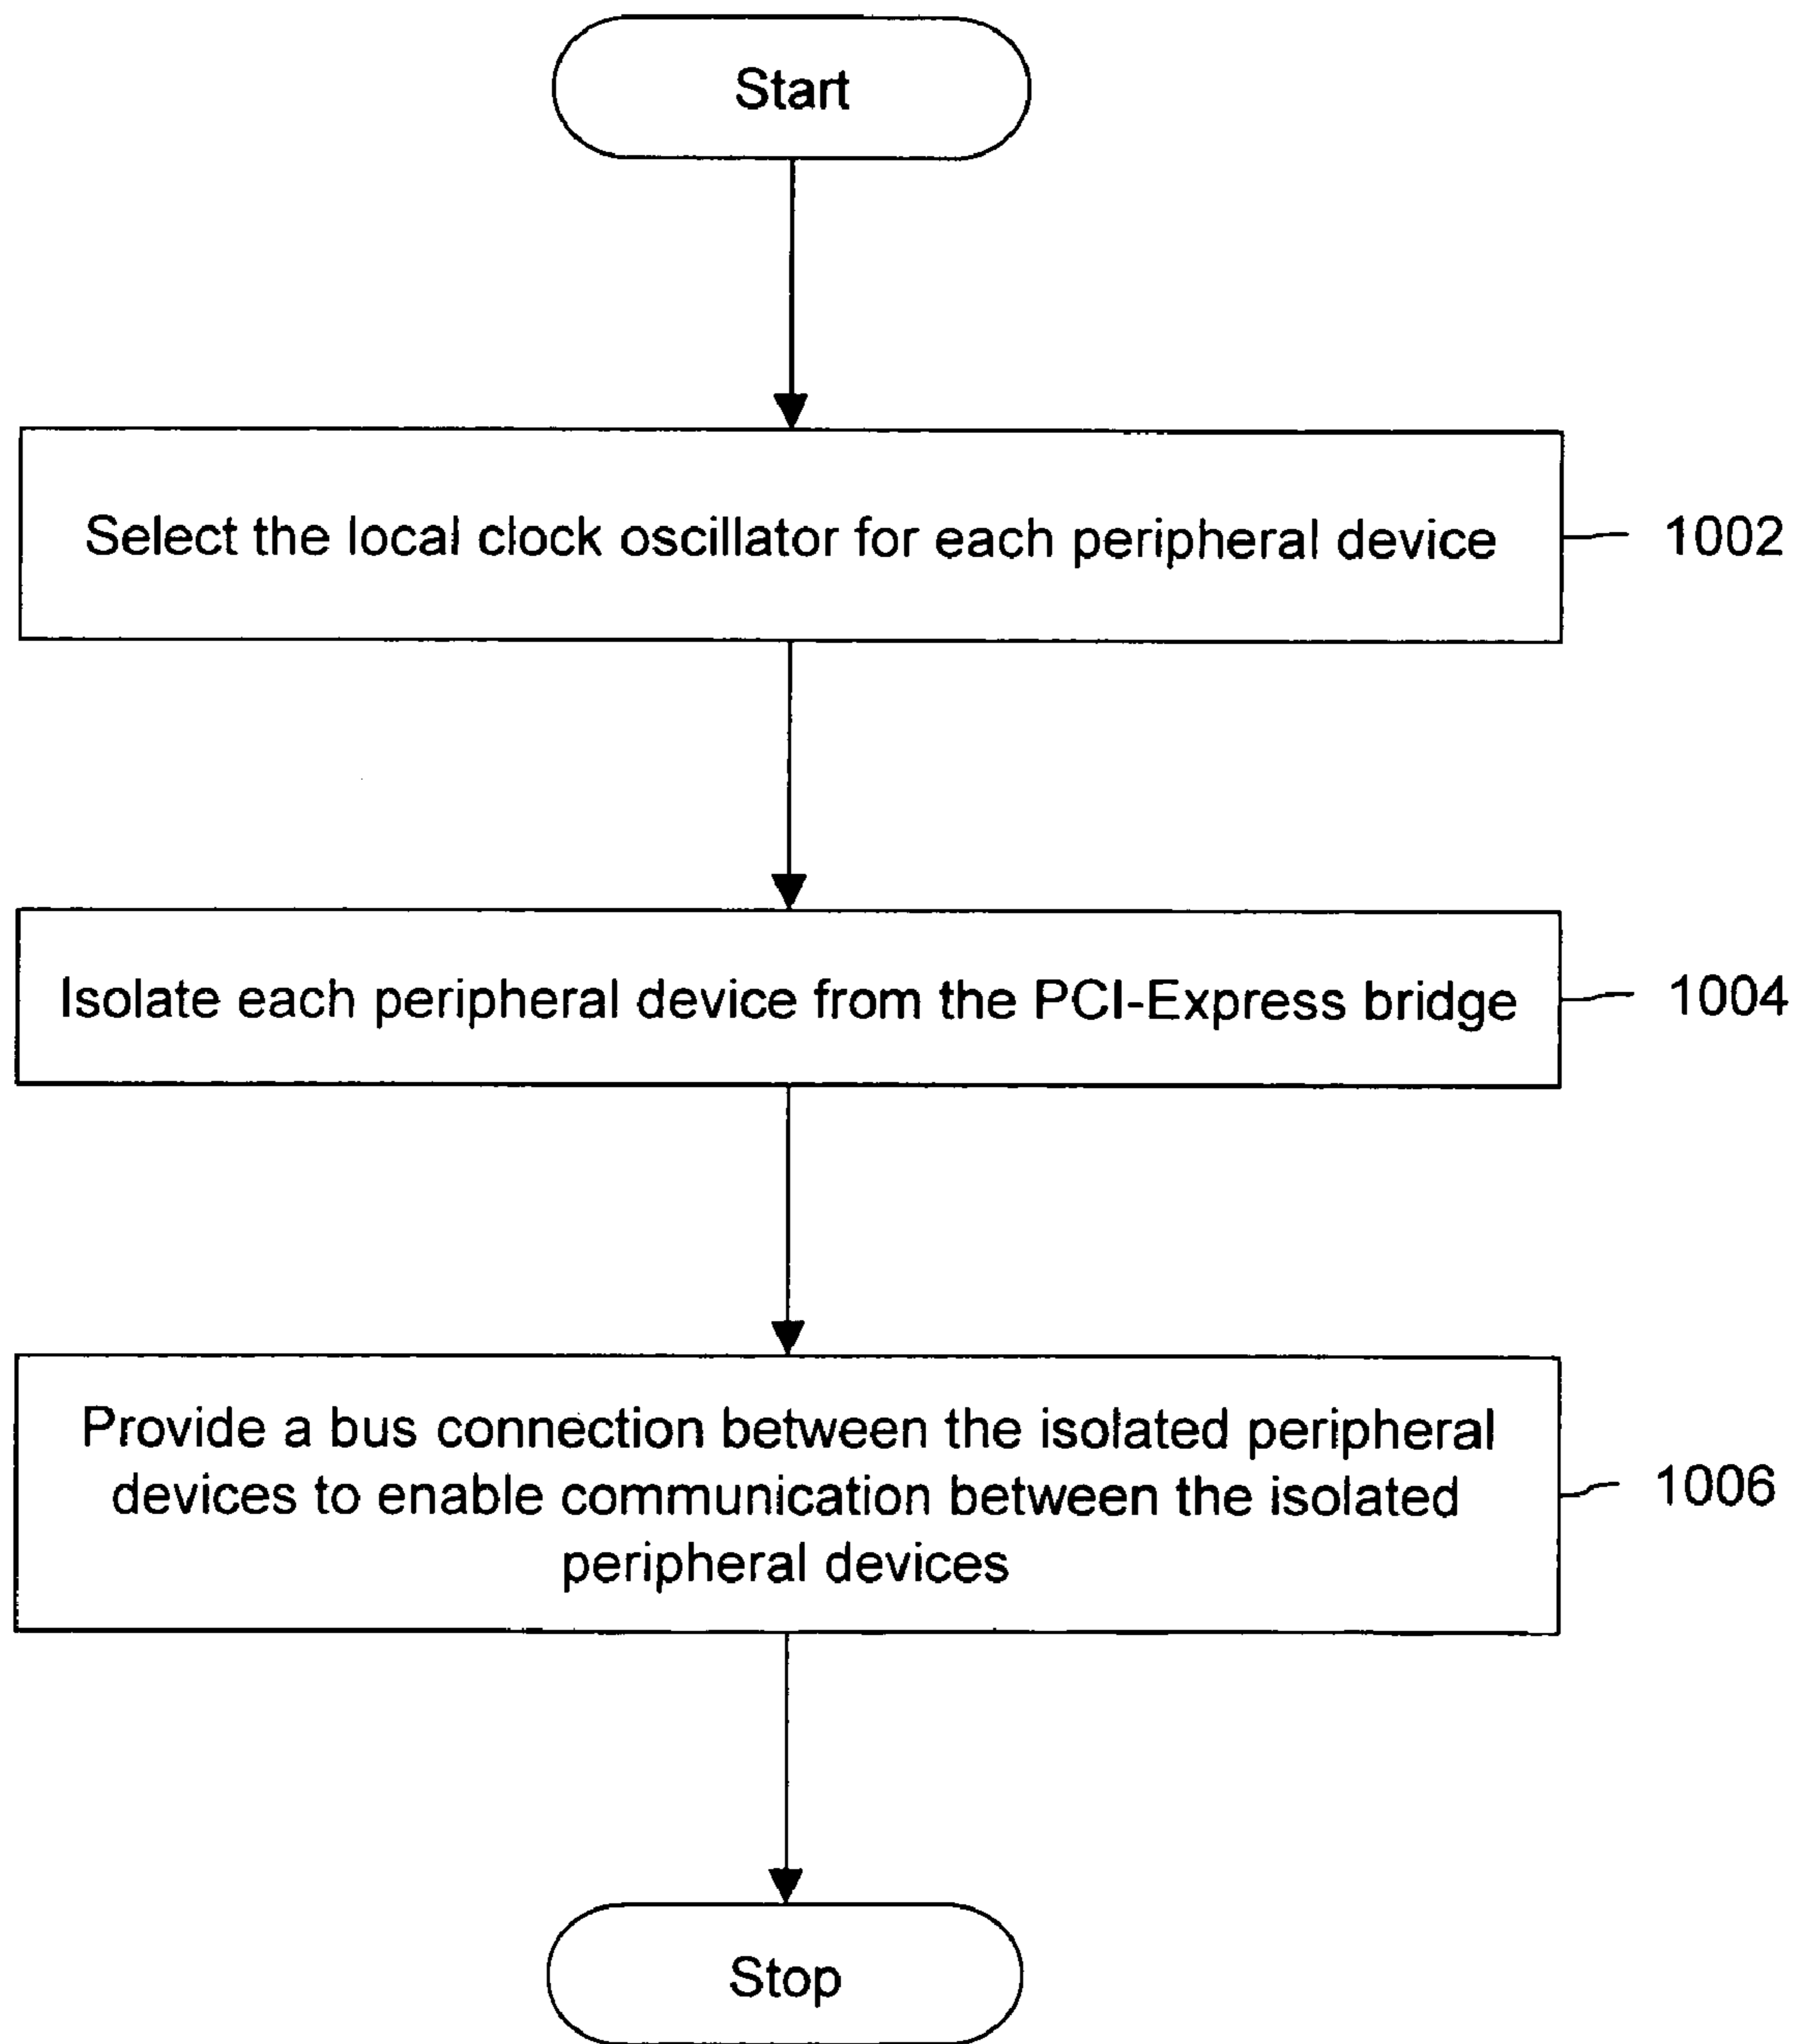 Start
Select the local clock oscillator for each peripheral device
1002
Isolate each peripheral device from the PCI-Express bridge
1004
Provide a bus connection between the isolated peripheral
devices to enable communication between the isolated
peripheral devices
1006
Stop